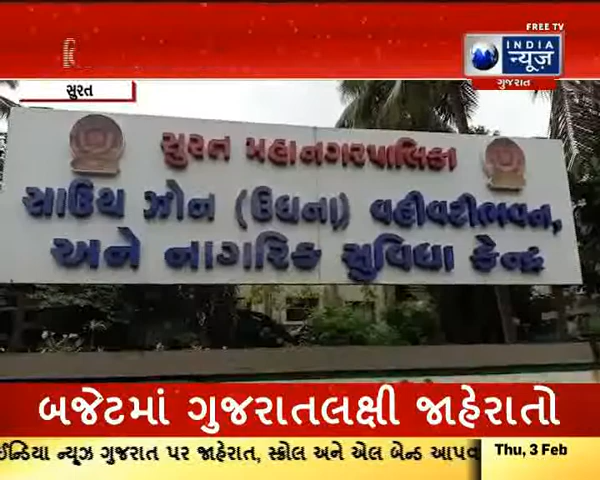 FREE TV
INDIA
ન્યૂઝ
ગુજરાત
સુરત
સુરત મહાનગરપાલિકા
સાઉથ ઝોન (ઉધના) વહીવટીભવન,
અને નાગરિક સુવિધા કેન્દ્ર
બજેટમાં ગુજરાતલક્ષી જાહેરાતો
ઈન્ડિયા ન્યૂઝ ગુજરાત પર જાહેરાત, સ્ક્રોલ અને એલ બેન્ડ આપવ
Thu, 3 Feb